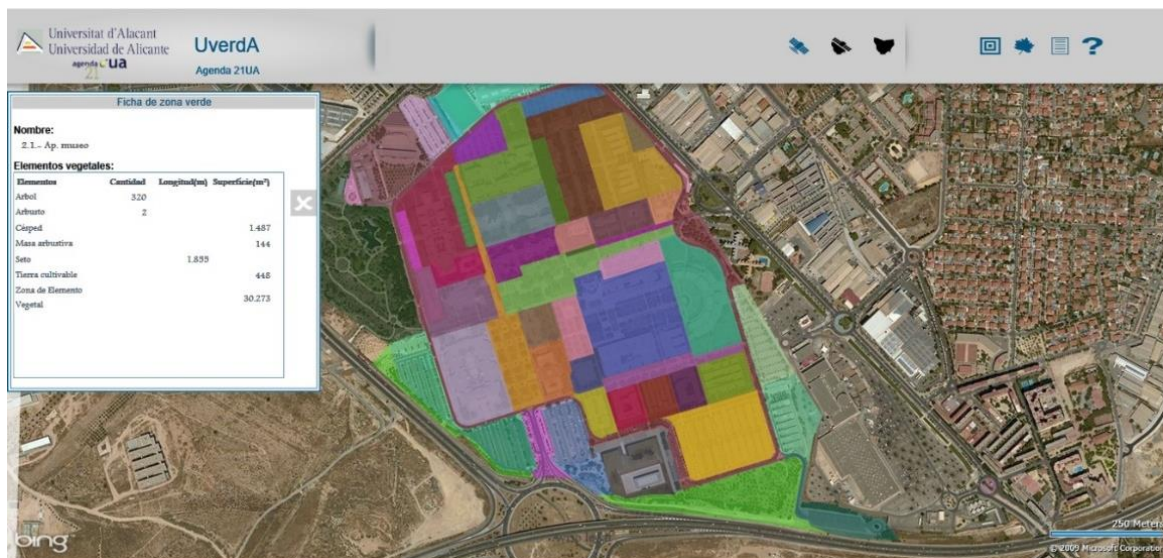 Universitat d'Alacant
Universidad de Alicante
agenda ua
21
UverdA
Agenda 21UA
?
Ficha de zona verde
Nombre:
2.1.- Ap. museo
Elementos vegetales:
Elementos Cantidad Longitud(m) Superficie(m²)
Arbol 320
Arbusto 2
Césped 1.487
Masa arbustiva 144
Seto 1.855
Tierra cultivable 448
Zona de Elemento
Vegetal 30.273
250 Meters
bing
© 2009 Microsoft Corporation